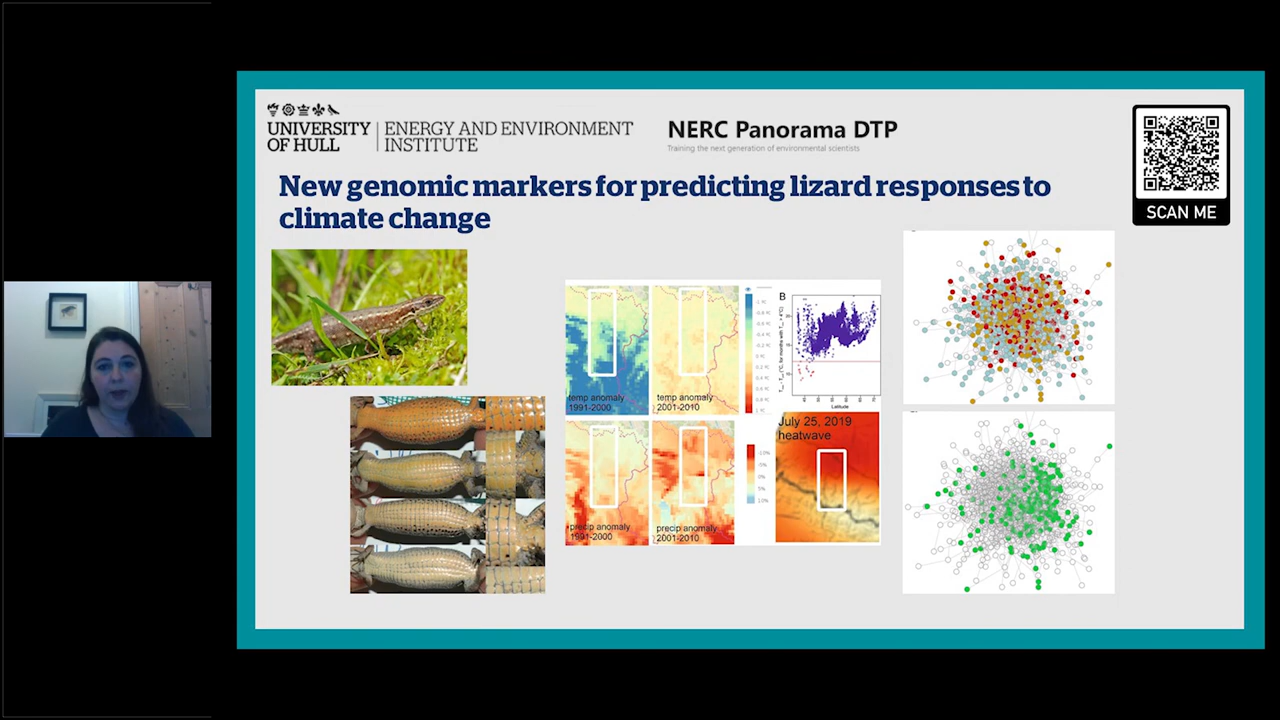 UNIVERSITY
OF HULL
ENERGY AND ENVIRONMENT
INSTITUTE
NERC Panorama DTP
Training the next generation of environmental scientists
SCAN ME
New genomic markers for predicting lizard responses to
climate change
temp anomaly
1991-2000
temp anomaly
2001-2010
B
Latitude
precip anomaly
1991-2000
precip anomaly
2001-2010
July 25, 2019
heatwave